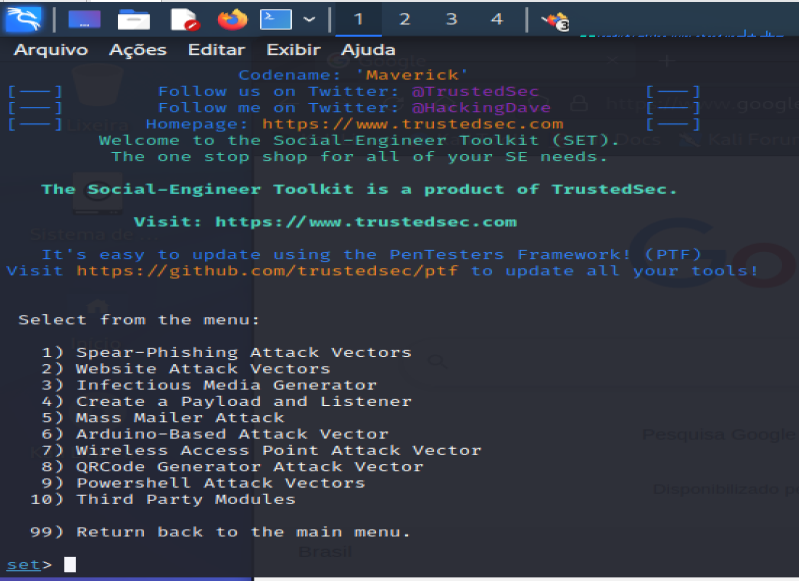 1 2 3 4 3
Arquivo Ações Editar Exibir Ajuda
Codename: 'Maverick'
[---] Follow us on Twitter: @TrustedSec [---]
[---] Follow me on Twitter: @HackingDave [---]
[---] Homepage: https://www.trustedsec.com [---]
Welcome to the Social-Engineer Toolkit (SET).
The one stop shop for all of your SE needs.
The Social-Engineer Toolkit is a product of TrustedSec.
Visit: https://www.trustedsec.com
It's easy to update using the PenTesters Framework! (PTF)
Visit https://github.com/trustedsec/ptf to update all your tools!
Select from the menu:
1) Spear-Phishing Attack Vectors
2) Website Attack Vectors
3) Infectious Media Generator
4) Create a Payload and Listener
5) Mass Mailer Attack
6) Arduino-Based Attack Vector
7) Wireless Access Point Attack Vector
8) QRCode Generator Attack Vector
9) Powershell Attack Vectors
10) Third Party Modules
99) Return back to the main menu.
set>
Pesquisa Google
Brasil